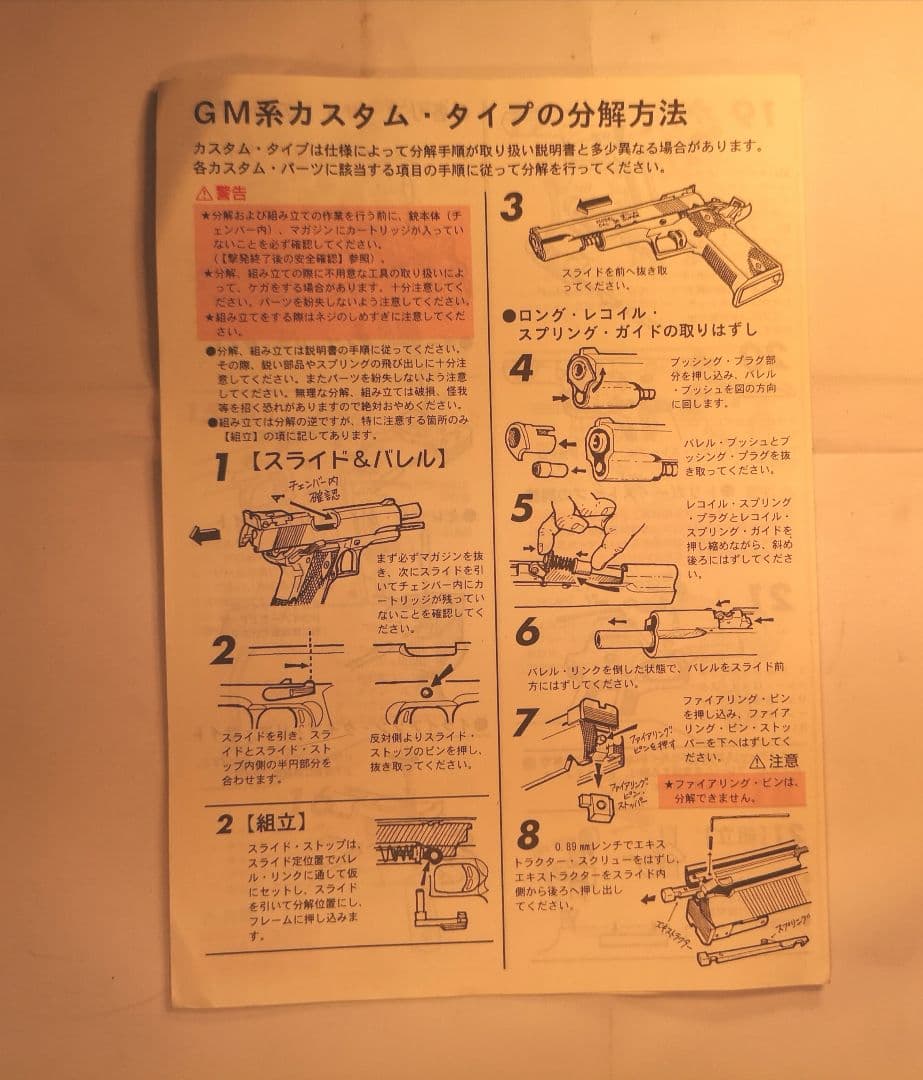 GM系カスタム・タイプの分解方法
カスタム・タイプは仕様によって分解手順が取り扱い説明書と多少異なる場合があります。
各カスタム・パーツに該当する項目の手順に従って分解を行ってください。
⚠警告
★分解および組み立ての作業を行う前に、銃本体（チ
ェンバー内）、マガジンにカートリッジが入ってい
ないことを必ず確認してください。
（【撃発終了後の安全確認】参照）。
★分解、組み立ての際に不用意な工具の取り扱いによ
って、ケガをする場合があります。十分注意してく
ださい。パーツを紛失しないよう注意してください。
★組み立てをする際はネジのしめすぎに注意してくだ
さい。
●分解、組み立ては説明書の手順に従ってください。
その際、鋭い部品やスプリングの飛び出しに十分注
意してください。またパーツを紛失しないよう注意
してください。無理な分解、組み立ては破損、怪我
等を招く恐れがありますので絶対おやめください。
●組み立ては分解の逆ですが、特に注意する箇所のみ
【組立】の項に記してあります。
1【スライド＆バレル】
チェンバー内
確認
まず必ずマガジンを抜
き、次にスライドを引
いてチェンバー内にカ
ートリッジが残ってい
ないことを確認してく
ださい。
2
スライドを引き、スラ
イドとスライド・スト
ップ内側の半円部分を
合わせます。
反対側よりスライド・
ストップのピンを押し、
抜き取ってください。
2【組立】
スライド・ストップは、
スライド定位置でバレ
ル・リンクに通して仮
にセットし、スライド
を引いて分解位置にし、
フレームに押し込みま
す。
3
スライドを前へ抜き取
ってください。
●ロング・レコイル・
スプリング・ガイドの取りはずし
4
ブッシング・プラグ部
分を押し込み、バレル
・ブッシュを図の方向
に回します。
バレル・ブッシュとブ
ッシング・プラグを抜
き取ってください。
5
レコイル・スプリング
・プラグとレコイル・
スプリング・ガイドを
押し縮めながら、斜め
後ろにはずしてくださ
い。
6
バレル・リンクを倒した状態で、バレルをスライド前
方にはずしてください。
7
ファイアリング・
ピンを押す
ファイアリング・
ピン・
ストッパー
ファイアリング・ピン
を押し込み、ファイア
リング・ピン・ストッ
パーを下へはずしてく
ださい。
⚠注意
★ファイアリング・ピンは、
分解できません。
8
0.89mmレンチでエキス
トラクター・スクリューをはずし、
エキストラクターをスライド内
側から後ろへ押し出し
てください。
エキストラクター
スプリング